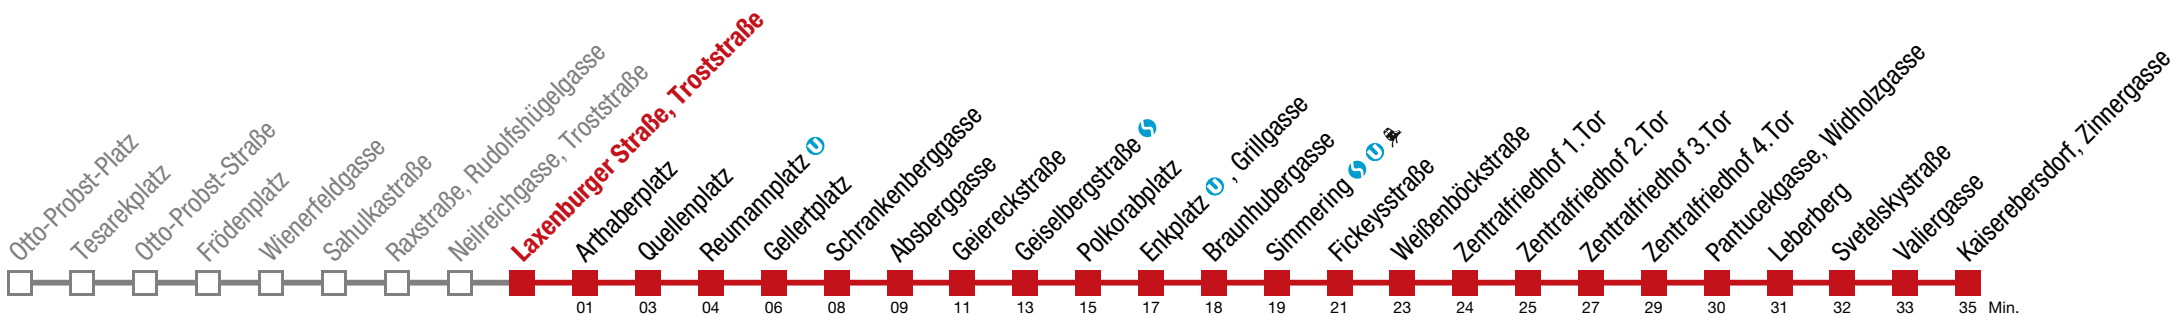 Otto-Probst-Platz
Tesarekplatz
Otto-Probst-Straße
Frödenplatz
Wienerfeldgasse
Sahulkastraße
Raxstraße, Rudolfshügelgasse
Neilreichgasse, Troststraße
Laxenburger Straße, Troststraße
Arthaberplatz
Quellenplatz
Reumannplatz U
Gellertplatz
Schrankenberggasse
Absberggasse
Geiereckstraße
Geiselbergstraße S
Polkorabplatz
Enkplatz U, Grillgasse
Braunhubergasse
Simmering S U
Fickeysstraße
Weißenböckstraße
Zentralfriedhof 1.Tor
Zentralfriedhof 2.Tor
Zentralfriedhof 3.Tor
Zentralfriedhof 4.Tor
Pantucekgasse, Widholzgasse
Leberberg
Svetelskystraße
Valiergasse
Kaiserebersdorf, Zinnergasse
01 03 04 06 08 09 11 13 15 17 18 19 21 23 24 25 27 29 30 31 32 33 35 Min.